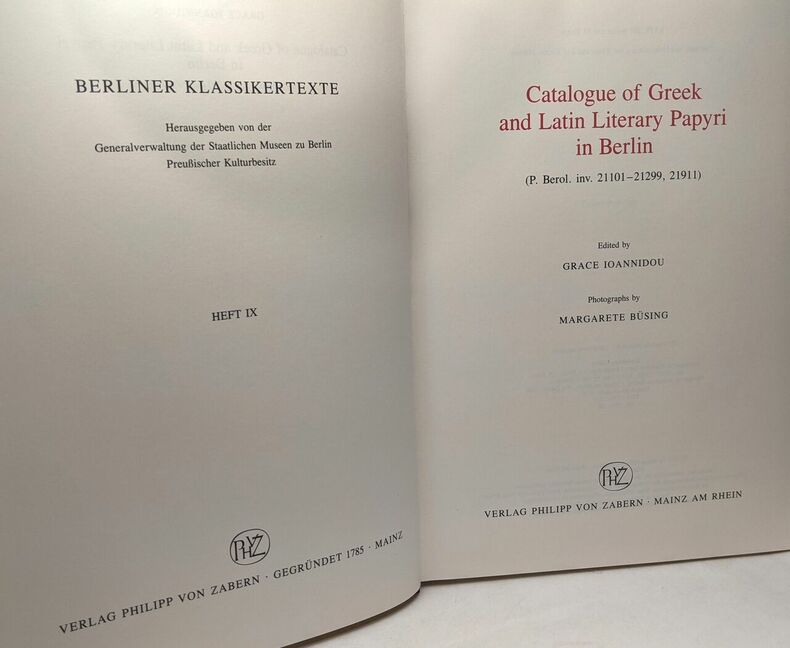 BERLINER KLASSIKERTEXTE
Herausgegeben von der
Generalverwaltung der Staatlichen Museen zu Berlin
Preußischer Kulturbesitz
HEFT IX
PHVZ
VERLAG PHILIPP VON ZABERN · GEGRÜNDET 1785 · MAINZ
Catalogue of Greek
and Latin Literary Papyri
in Berlin
(P. Berol. inv. 21101–21299, 21911)
Edited by
GRACE IOANNIDOU
Photographs by
MARGARETE BÜSING
PHVZ
VERLAG PHILIPP VON ZABERN · MAINZ AM RHEIN